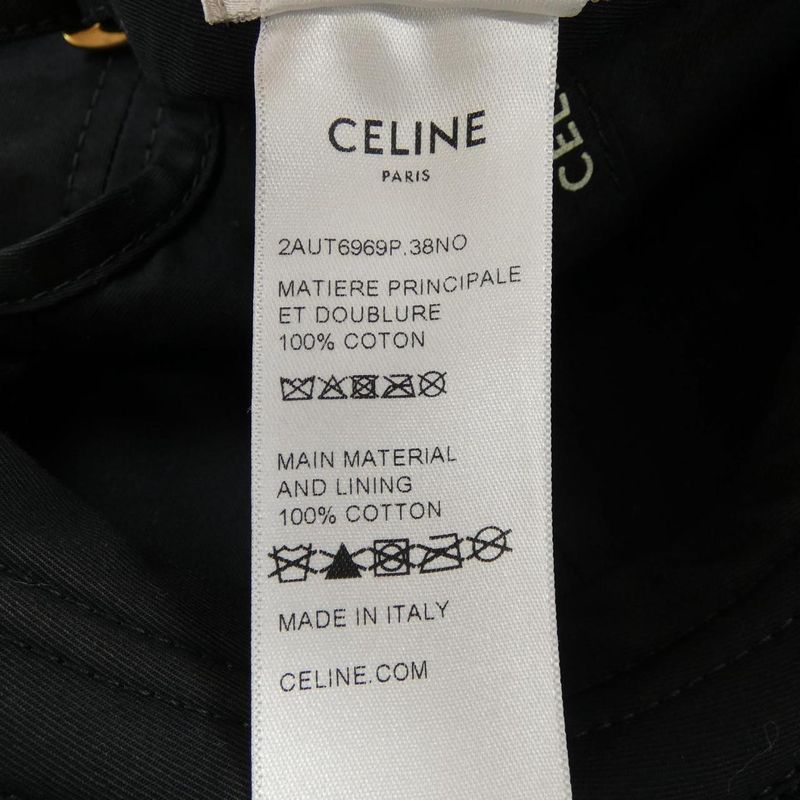 CELINE
PARIS
2AUT6969P.38NO
MATIERE PRINCIPALE
ET DOUBLURE
100% COTON
MAIN MATERIAL
AND LINING
100% COTTON
MADE IN ITALY
CELINE.COM
CEL